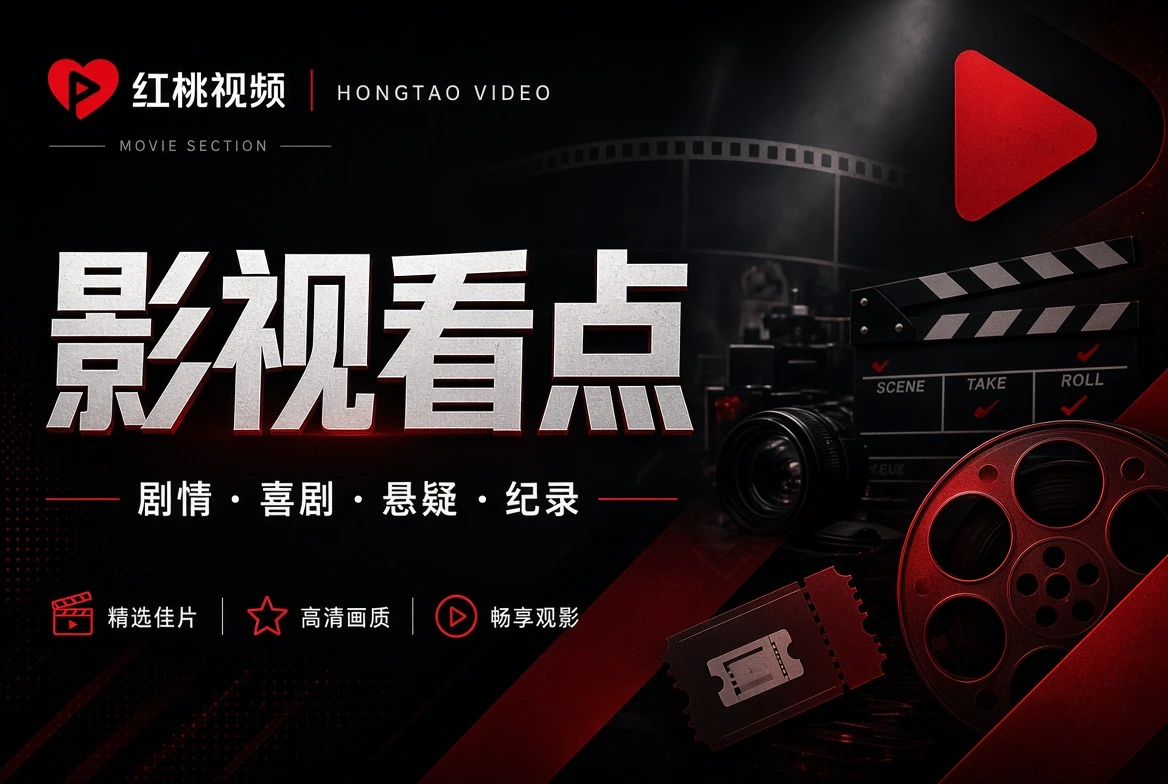 红桃视频 | HONGTAO VIDEO
MOVIE SECTION
影视看点
剧情 · 喜剧 · 悬疑 · 纪录
精选佳片 | 高清画质 | 畅享观影
SCENE TAKE ROLL